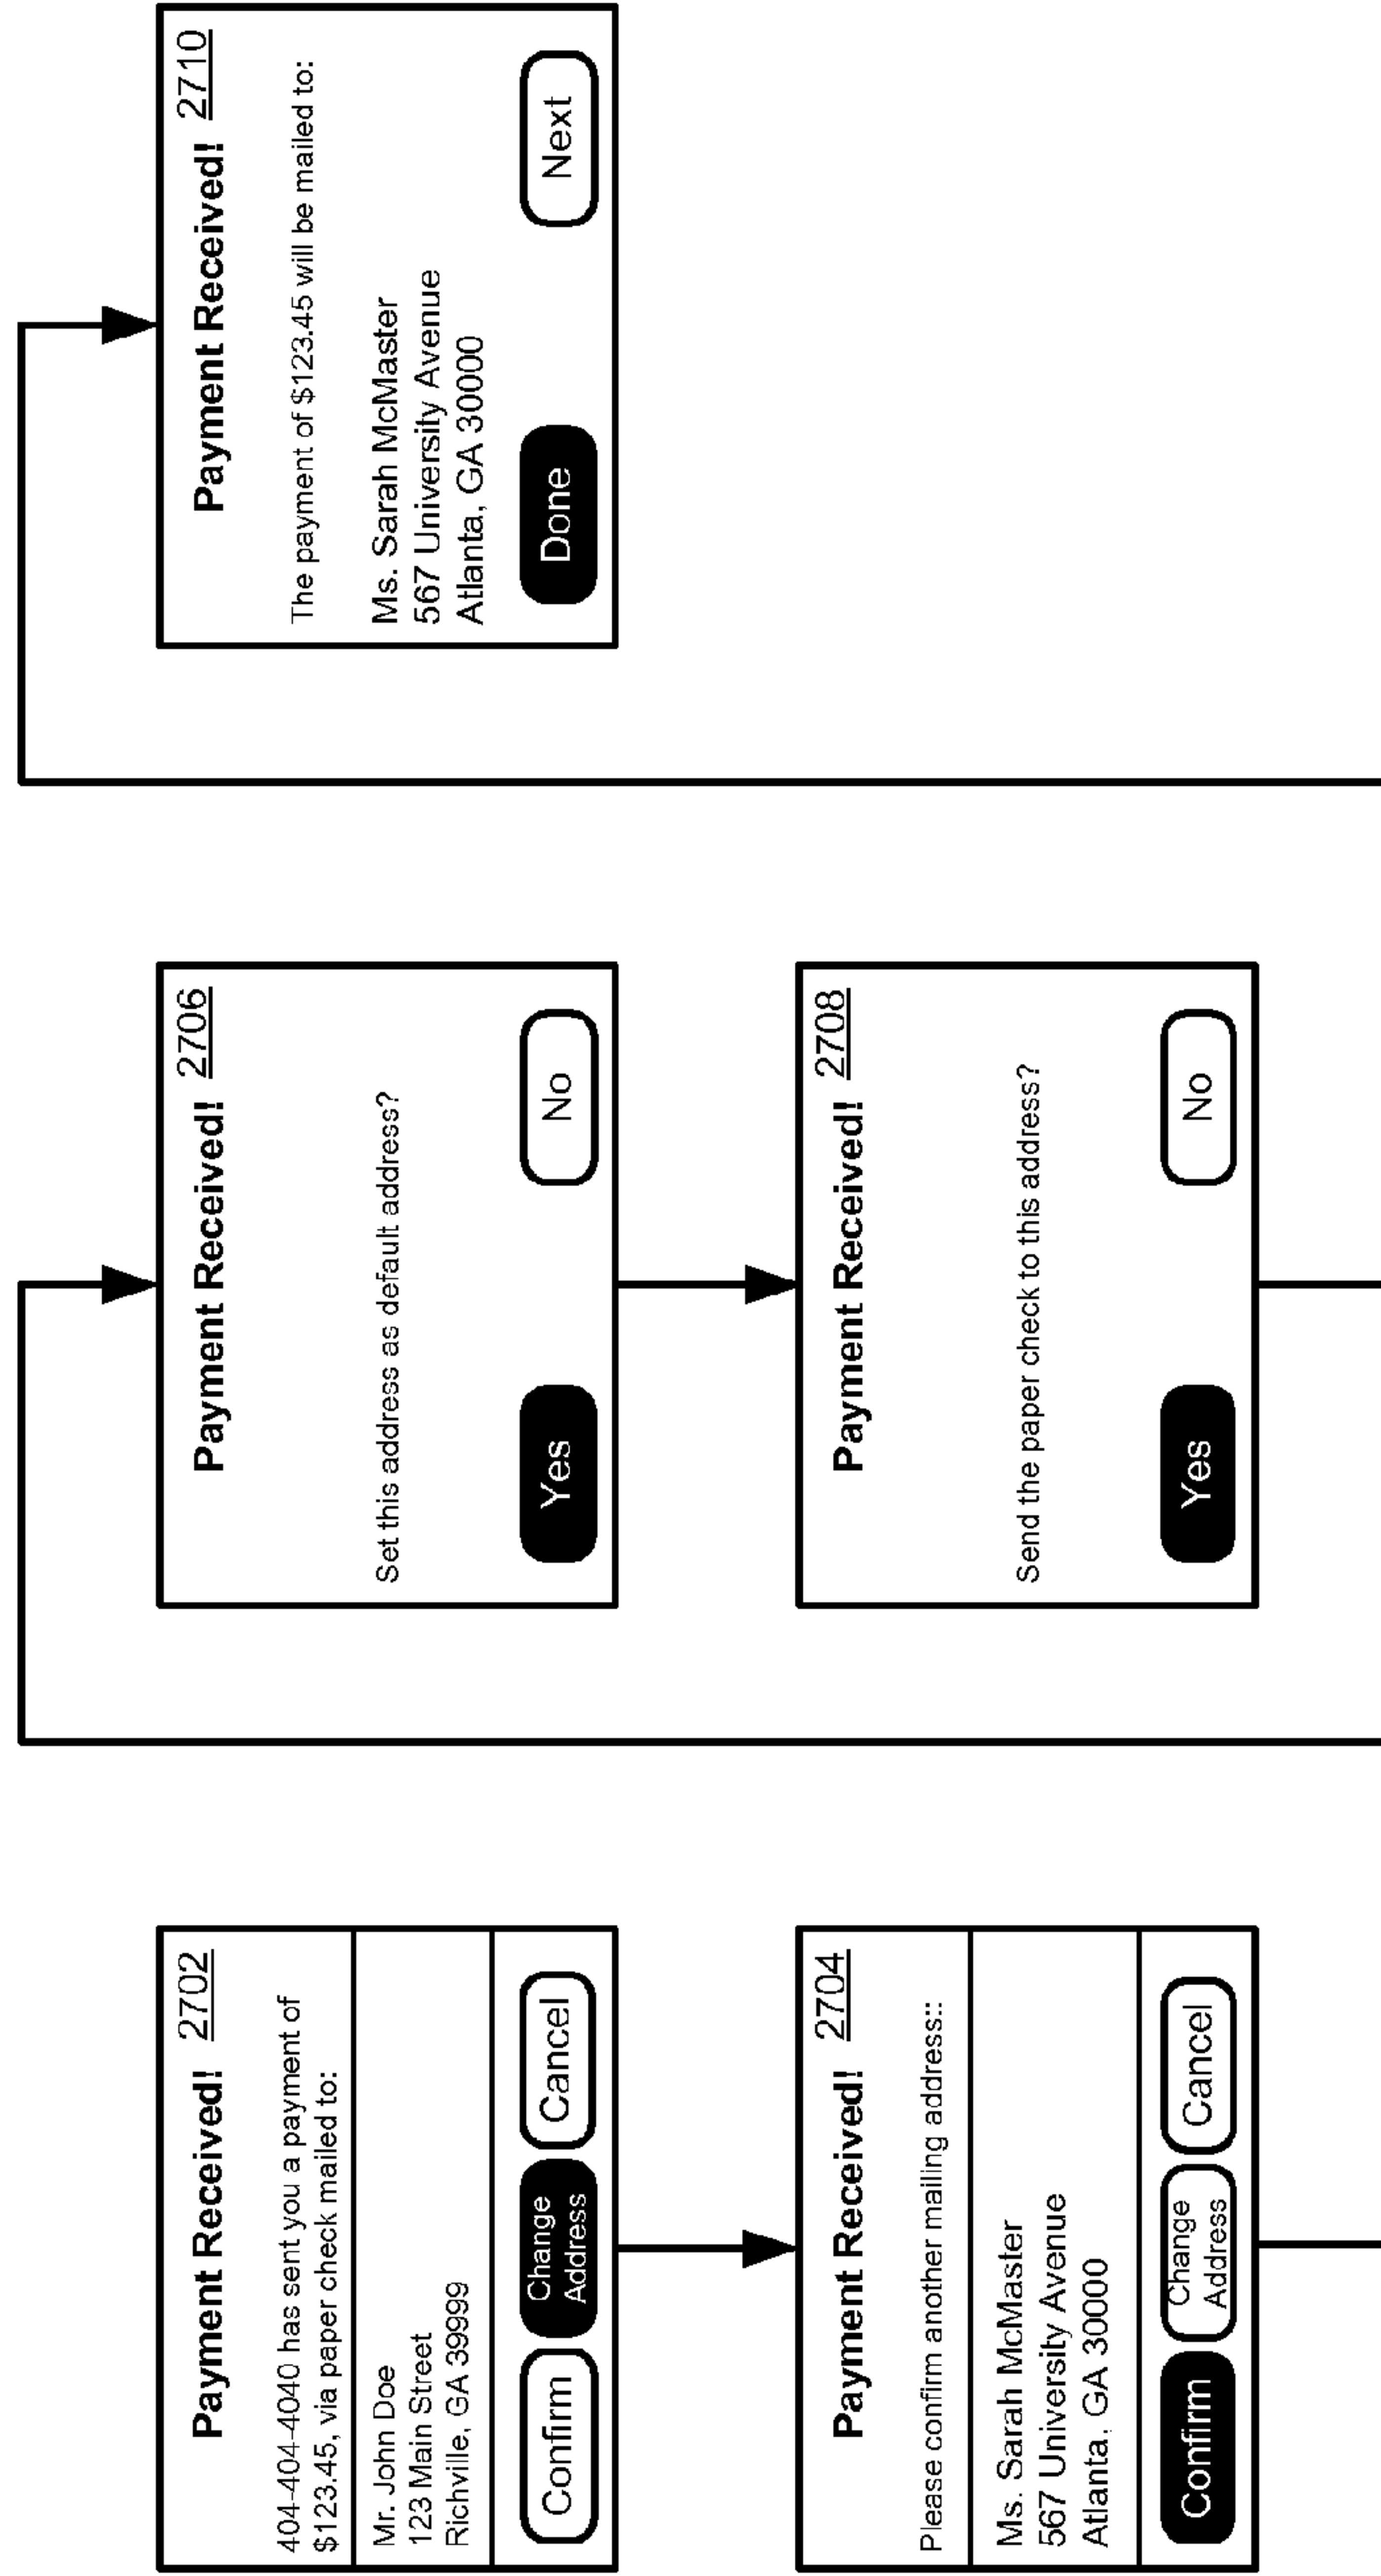 Payment Received! 2702
404-404-4040 has sent you a payment of
$123.45, via paper check mailed to:
Mr. John Doe
123 Main Street
Richville, GA 39999
Confirm
Change
Address
Cancel
Payment Received! 2704
Please confirm another mailing address::
Ms. Sarah McMaster
567 University Avenue
Atlanta, GA 30000
Confirm
Change
Address
Cancel
Payment Received! 2706
Set this address as default address?
Yes
No
Payment Received! 2708
Send the paper check to this address?
Yes
No
Payment Received! 2710
The payment of $123.45 will be mailed to:
Ms. Sarah McMaster
567 University Avenue
Atlanta, GA 30000
Done
Next